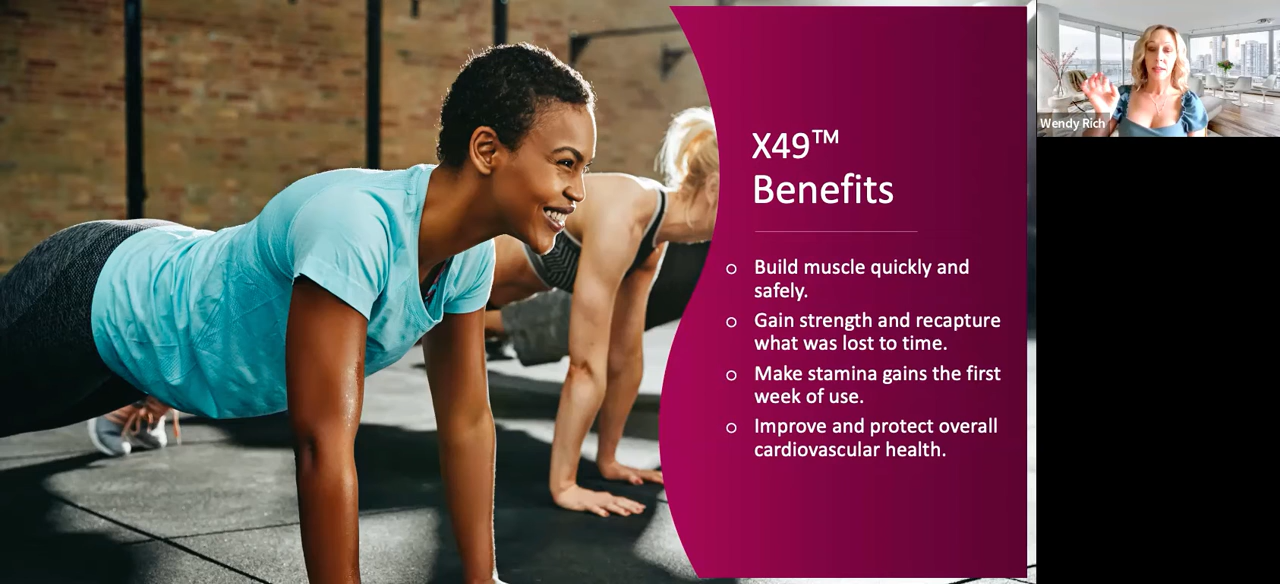 X49™
Benefits
Build muscle quickly and
safely.
Gain strength and recapture
what was lost to time.
Make stamina gains the first
week of use.
Improve and protect overall
cardiovascular health.
Wendy Rich